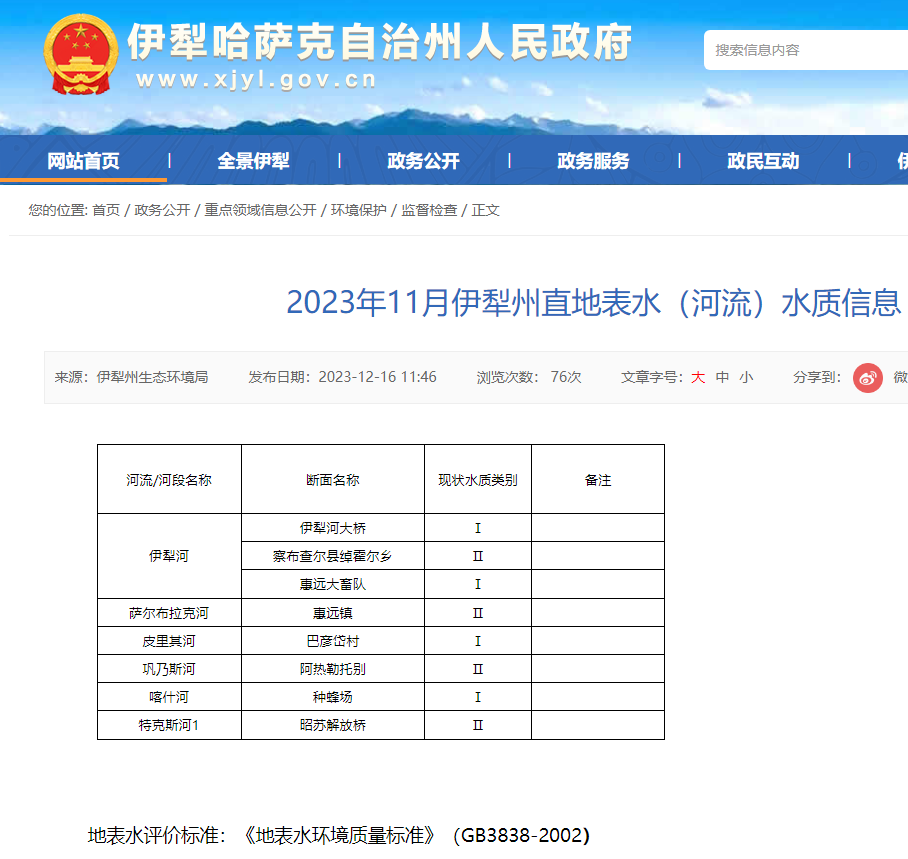 伊犁哈萨克自治州人民政府
www.xjyl.gov.cn
搜索信息内容
网站首页 | 全景伊犁 | 政务公开 | 政务服务 | 政民互动 |
您的位置: 首页 / 政务公开 / 重点领域信息公开 / 环境保护 / 监督检查 / 正文
2023年11月伊犁州直地表水（河流）水质信息
来源：伊犁州生态环境局 发布日期：2023-12-16 11:46 浏览次数： 76次 文章字号：大 中 小 分享到： 微
河流/河段名称 断面名称 现状水质类别 备注
伊犁河 伊犁河大桥 Ⅰ
察布查尔县绰霍尔乡 Ⅱ
惠远大畜队 Ⅰ
萨尔布拉克河 惠远镇 Ⅱ
皮里其河 巴彦岱村 Ⅰ
巩乃斯河 阿热勒托别 Ⅱ
喀什河 种蜂场 Ⅰ
特克斯河1 昭苏解放桥 Ⅱ
地表水评价标准：《地表水环境质量标准》（GB3838-2002)